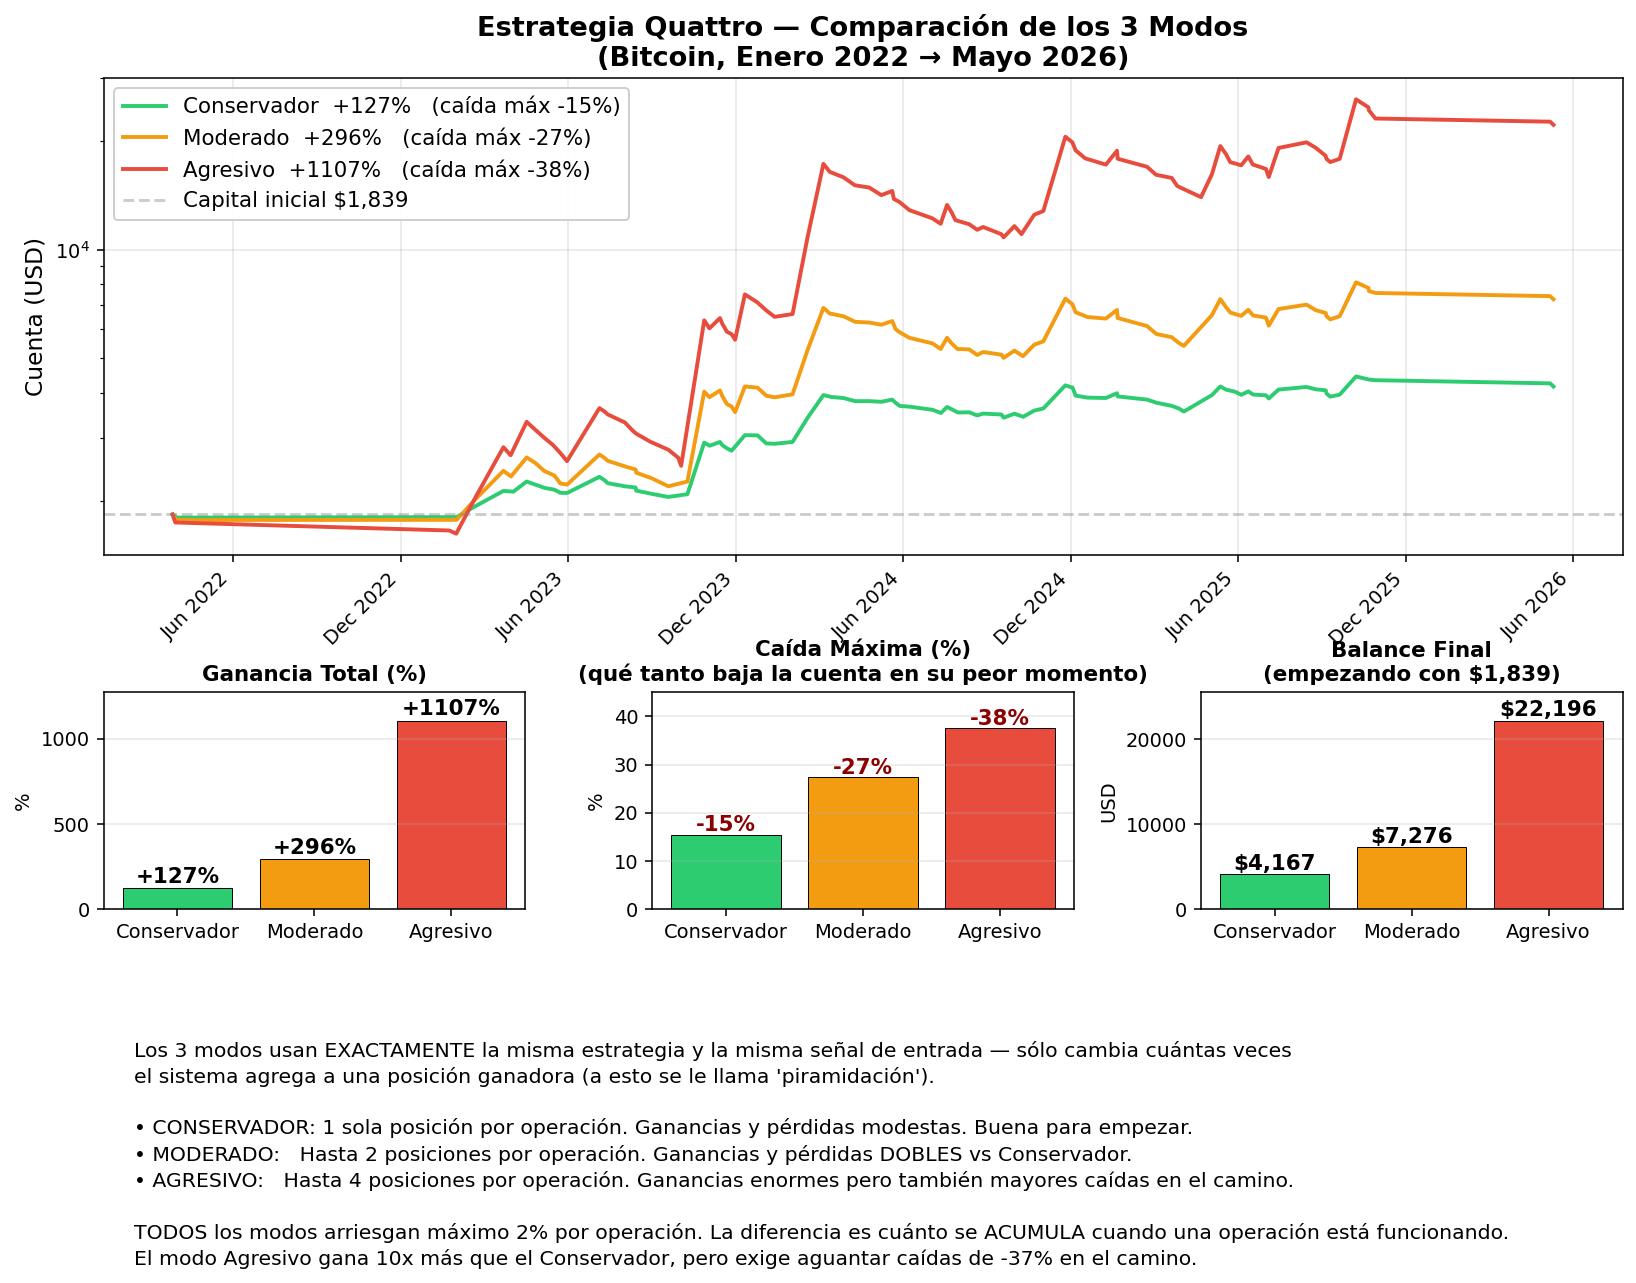 Estrategia Quattro — Comparación de los 3 Modos
(Bitcoin, Enero 2022 → Mayo 2026)
Conservador +127% (caída máx -15%)
Moderado +296% (caída máx -27%)
Agresivo +1107% (caída máx -38%)
Capital inicial $1,839
Cuenta (USD)
10⁴
Jun 2022
Dec 2022
Jun 2023
Dec 2023
Jun 2024
Dec 2024
Jun 2025
Dec 2025
Jun 2026
Ganancia Total (%)
%
1000
500
0
+127%
+296%
+1107%
Conservador
Moderado
Agresivo
Caída Máxima (%)
(qué tanto baja la cuenta en su peor momento)
%
40
30
20
10
0
-15%
-27%
-38%
Conservador
Moderado
Agresivo
Balance Final
(empezando con $1,839)
USD
20000
10000
0
$4,167
$7,276
$22,196
Conservador
Moderado
Agresivo
Los 3 modos usan EXACTAMENTE la misma estrategia y la misma señal de entrada — sólo cambia cuántas veces
el sistema agrega a una posición ganadora (a esto se le llama 'piramidación').
• CONSERVADOR: 1 sola posición por operación. Ganancias y pérdidas modestas. Buena para empezar.
• MODERADO: Hasta 2 posiciones por operación. Ganancias y pérdidas DOBLES vs Conservador.
• AGRESIVO: Hasta 4 posiciones por operación. Ganancias enormes pero también mayores caídas en el camino.
TODOS los modos arriesgan máximo 2% por operación. La diferencia es cuánto se ACUMULA cuando una operación está funcionando.
El modo Agresivo gana 10x más que el Conservador, pero exige aguantar caídas de -37% en el camino.